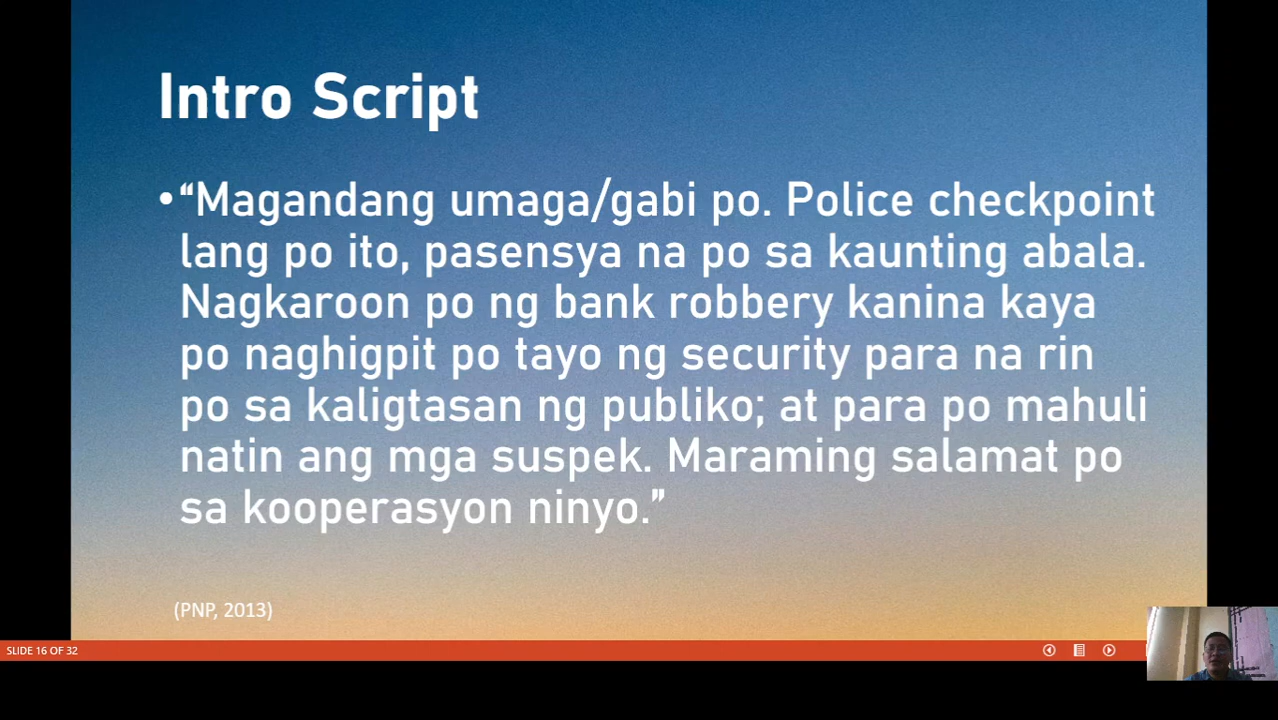 Intro Script
•“Magandang umaga/gabi po. Police checkpoint
lang po ito, pasensya na po sa kaunting abala.
Nagkaroon po ng bank robbery kanina kaya
po naghigpit po tayo ng security para na rin
po sa kaligtasan ng publiko; at para po mahuli
natin ang mga suspek. Maraming salamat po
sa kooperasyon ninyo.”
(PNP, 2013)
SLIDE 16 OF 32